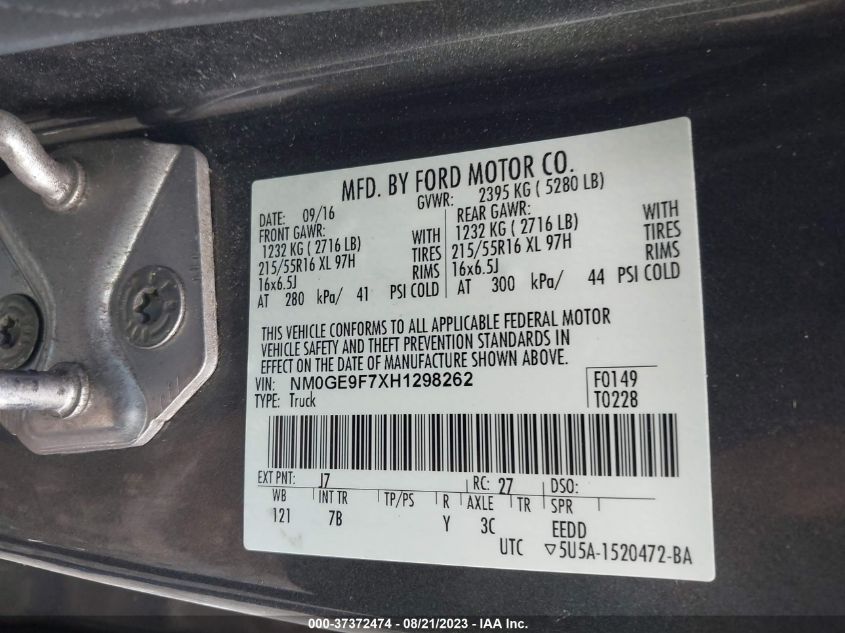 MFD. BY FORD MOTOR CO.
DATE: 09/16 GVWR: 2395 KG ( 5280 LB)
FRONT GAWR: REAR GAWR:
1232 KG (2716 LB) WITH 1232 KG (2716 LB) WITH
215/55R16 XL 97H TIRES 215/55R16 XL 97H TIRES
16x6.5J RIMS 16x6.5J RIMS
AT 280 kPa/ 41 PSI COLD AT 300 kPa/ 44 PSI COLD
THIS VEHICLE CONFORMS TO ALL APPLICABLE FEDERAL MOTOR
VEHICLE SAFETY AND THEFT PREVENTION STANDARDS IN
EFFECT ON THE DATE OF MANUFACTURE SHOWN ABOVE.
VIN: NM0GE9F7XH1298262 F0149
TYPE: Truck T0228
EXT PNT: J7 RC: 27 DSO:
WB INT TR TP/PS R AXLE TR SPR
121 7B Y 3C EEDD
UTC ▽5U5A-1520472-BA
000-37372474 - 08/21/2023 - IAA Inc.